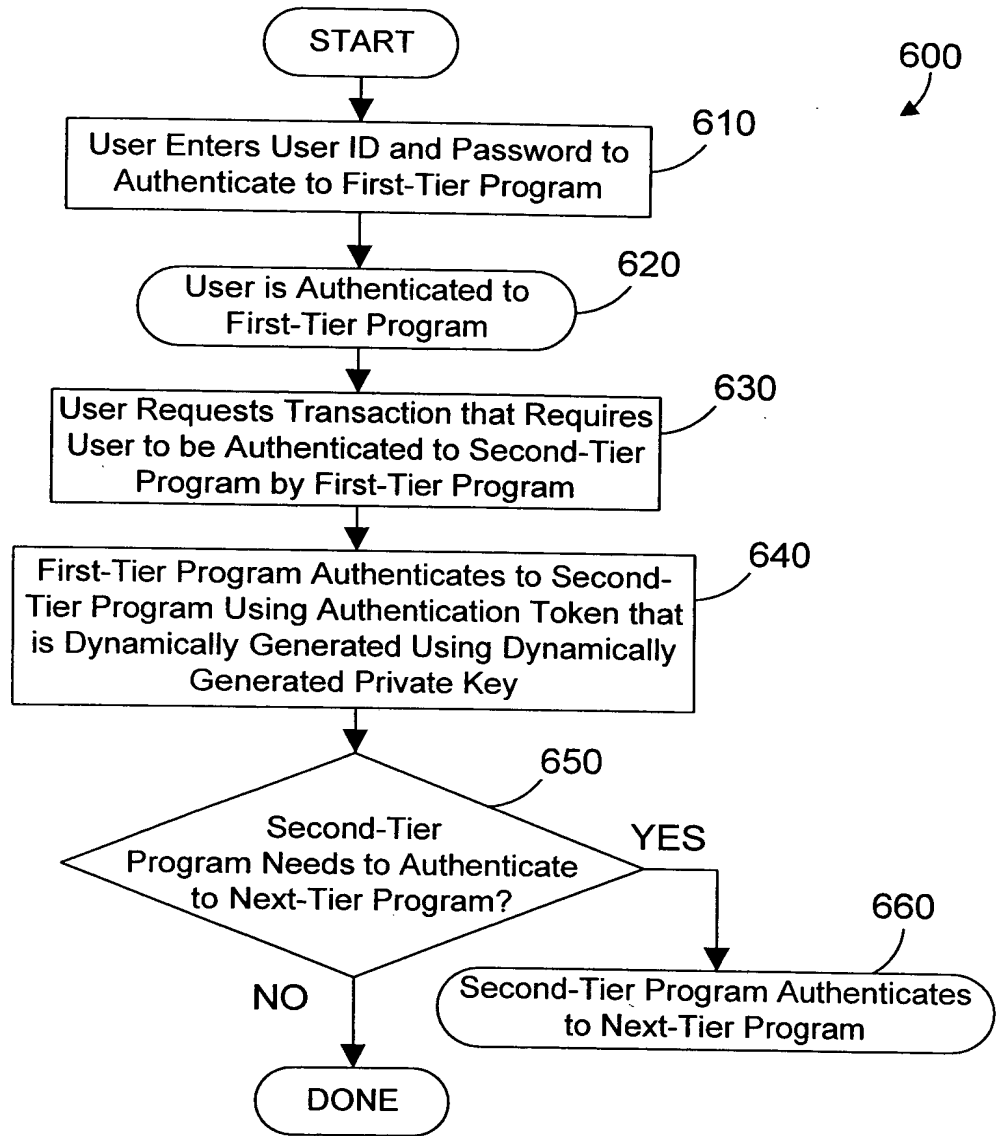 START
600
610
User Enters User ID and Password to
Authenticate to First-Tier Program
620
User is Authenticated to
First-Tier Program
630
User Requests Transaction that Requires
User to be Authenticated to Second-Tier
Program by First-Tier Program
640
First-Tier Program Authenticates to Second-
Tier Program Using Authentication Token that
is Dynamically Generated Using Dynamically
Generated Private Key
650
Second-Tier
Program Needs to Authenticate
to Next-Tier Program?
YES
660
Second-Tier Program Authenticates
to Next-Tier Program
NO
DONE